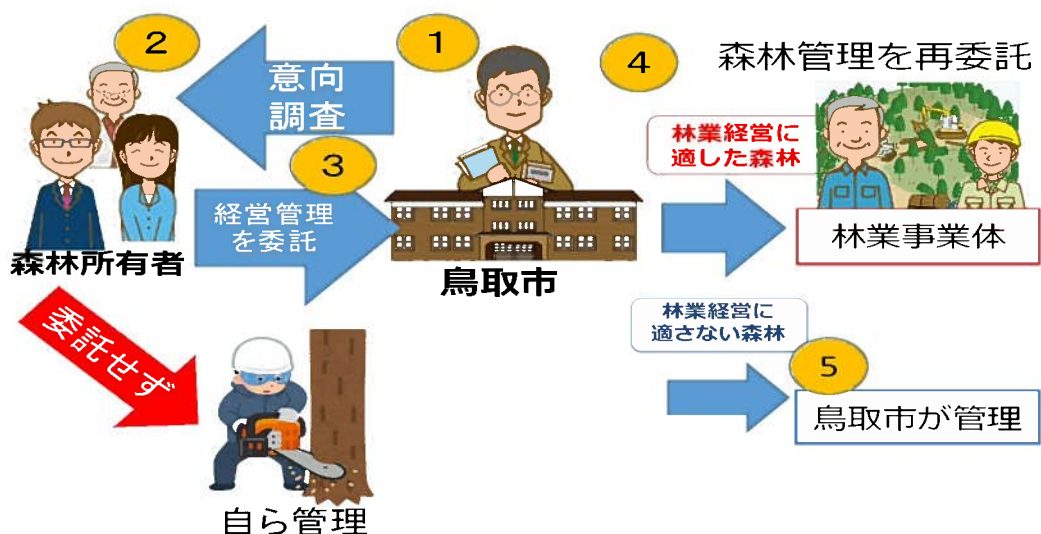 2
1
4
森林管理を再委託
意向
調査
3
林業経営に
適した森林
経営管理
を委託
林業事業体
森林所有者
鳥取市
委託せず
林業経営に
適さない森林
5
鳥取市が管理
自ら管理